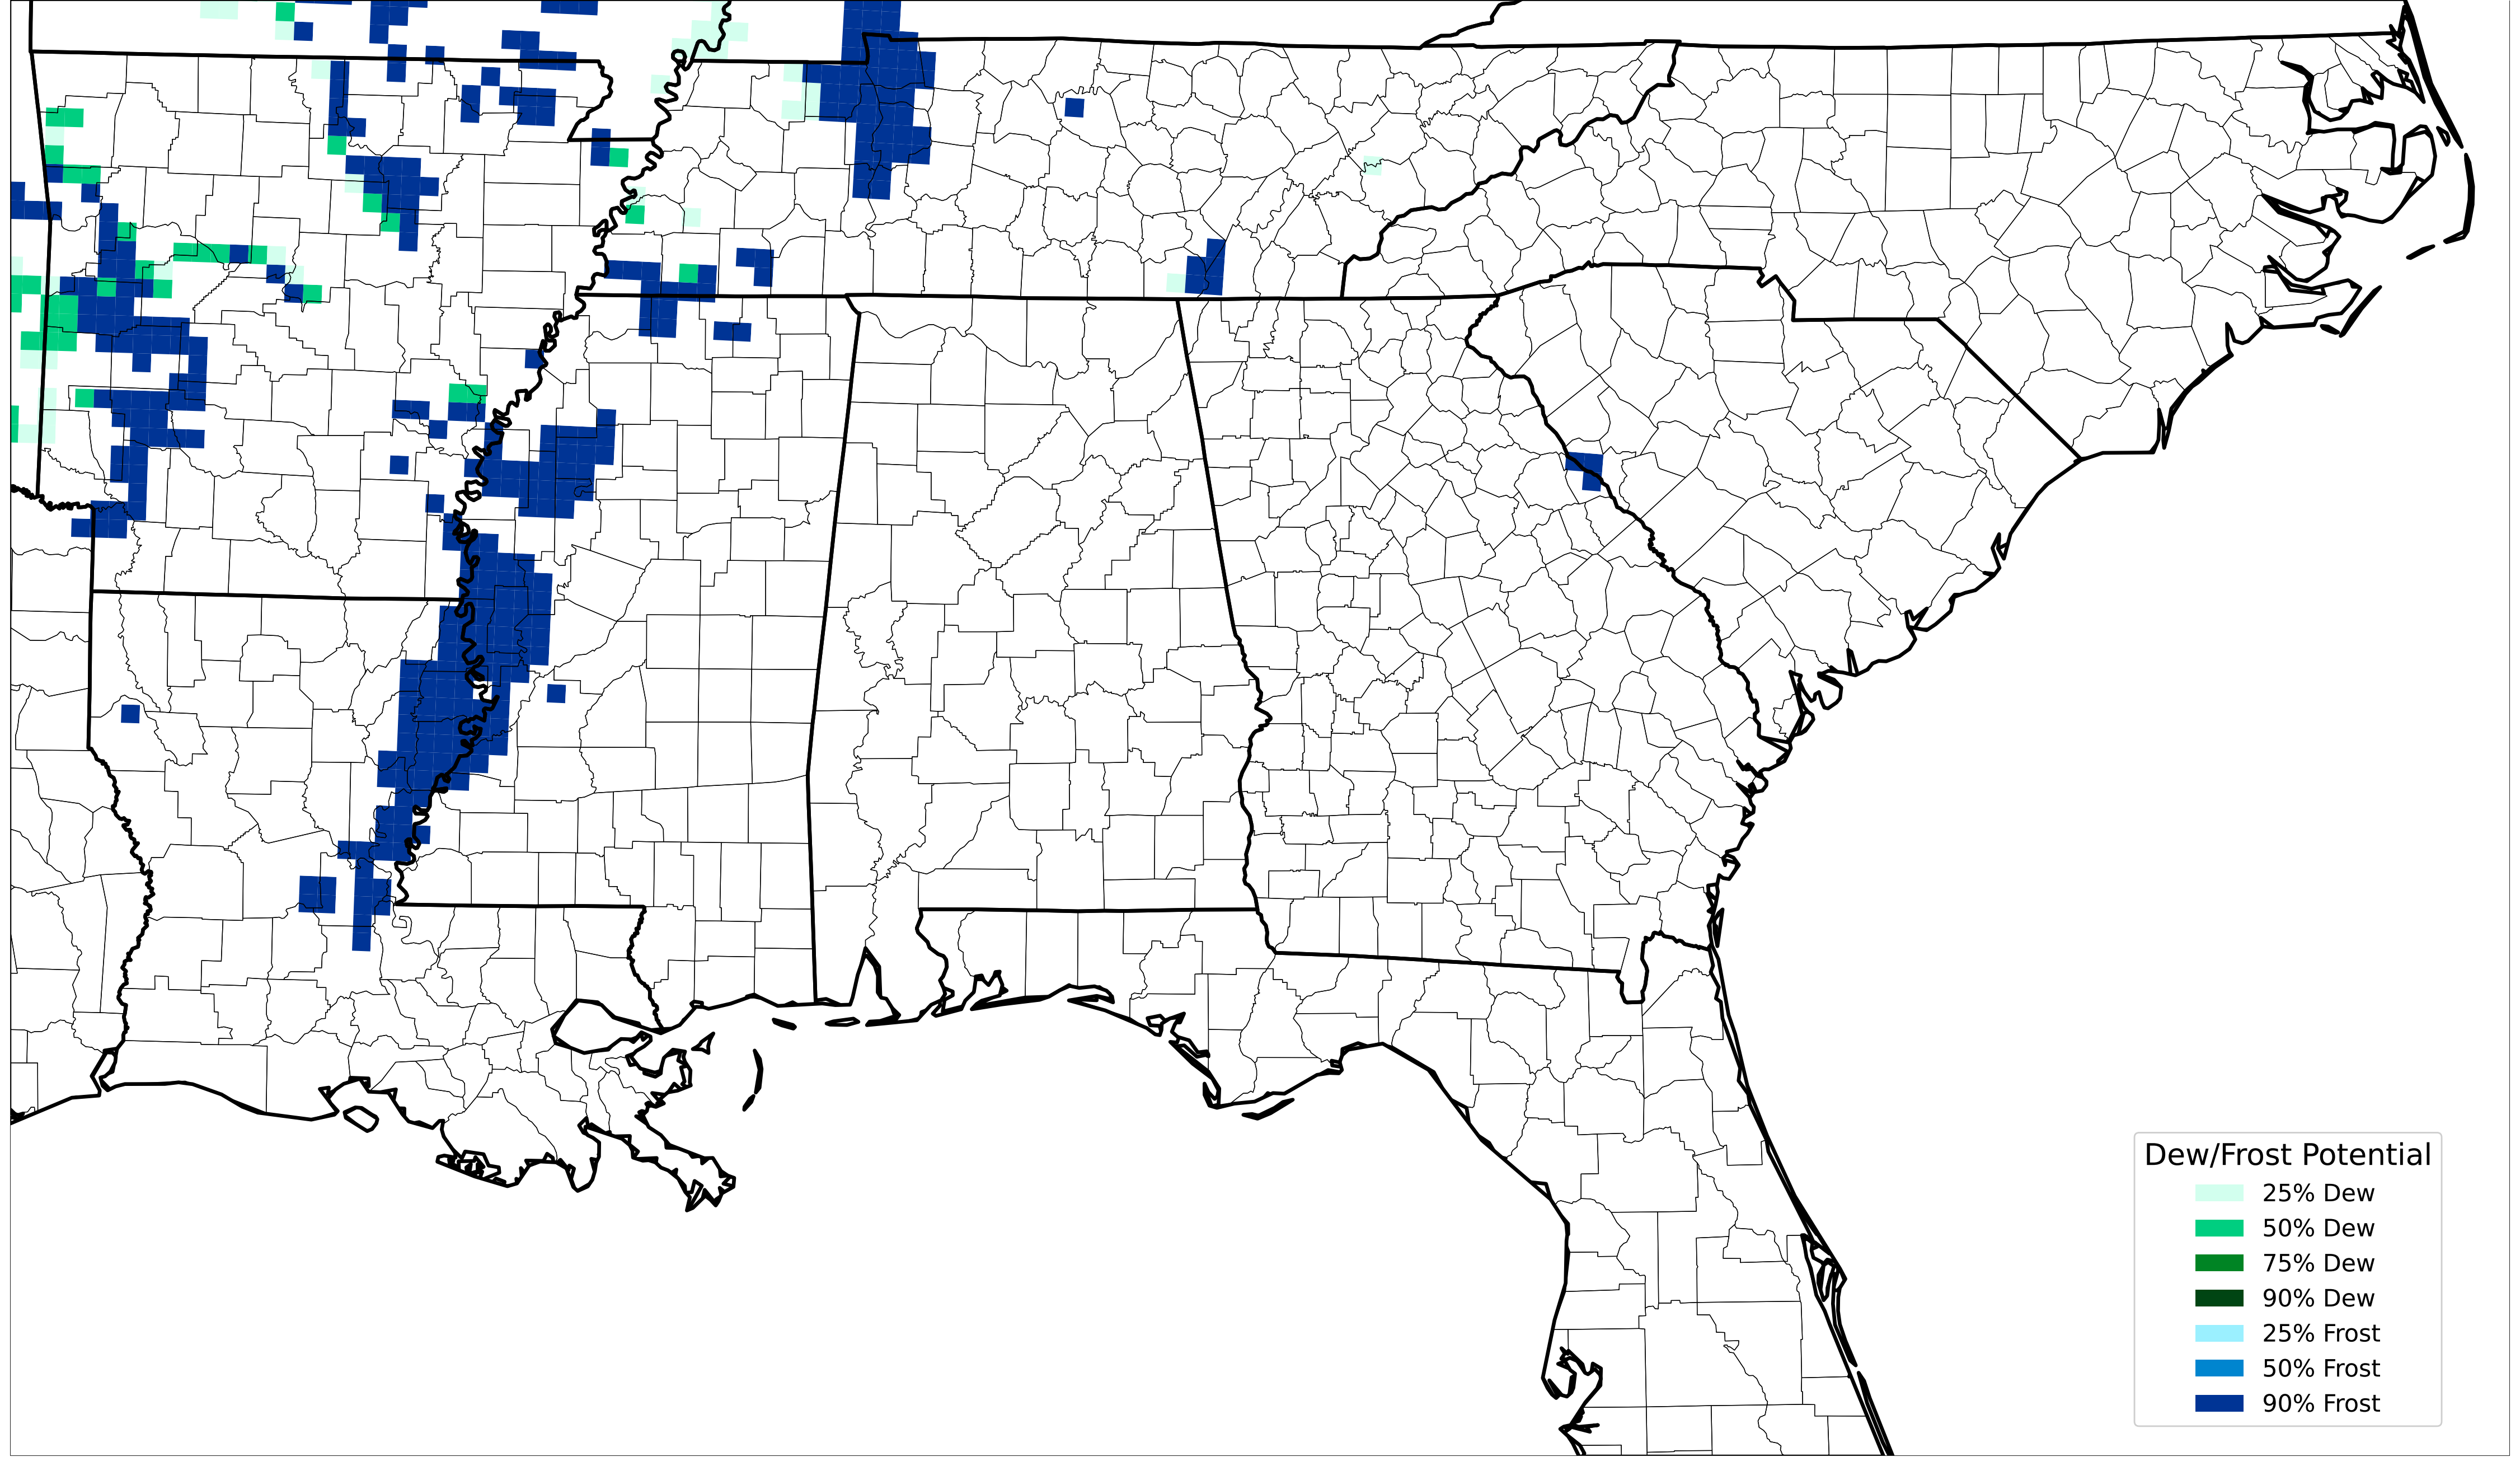 Dew/Frost Potential
25% Dew
50% Dew
75% Dew
90% Dew
25% Frost
50% Frost
90% Frost